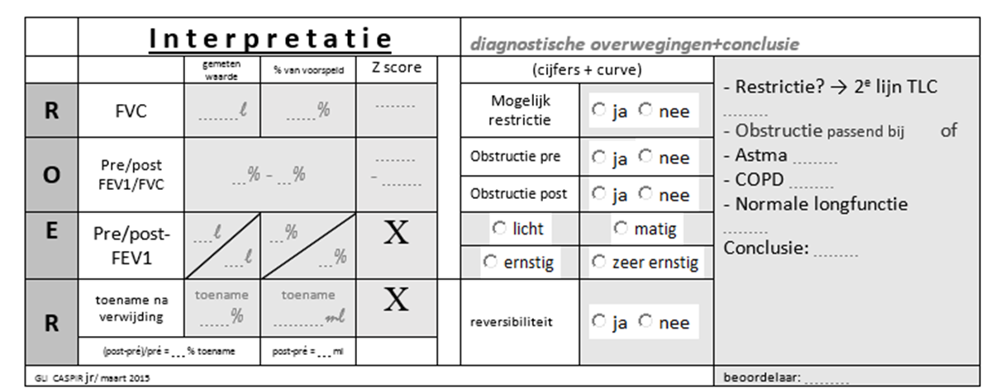 Interpretatie diagnostische overwegingen+conclusie
gemeten waarde % van voorspeld Z score (cijfers + curve)
R FVC ........l ......% ........ Mogelijk restrictie ja nee
O Pre/post FEV1/FVC ...% – ...% ........ – ........ Obstructie pre ja nee
Obstructie post ja nee
E Pre/post-FEV1 ....l ....l ...% ...% X licht matig
ernstig zeer ernstig
R toename na verwijding toename ......% toename ..........ml X reversibiliteit ja nee
(post-pré)/pré = ...% toename post-pré = ...ml
- Restrictie? → 2e lijn TLC
........
- Obstructie passend bij of
- Astma ........
- COPD ........
- Normale longfunctie
........
Conclusie: ........
GLI CASPIR jr/ maart 2015 beoordelaar: ........